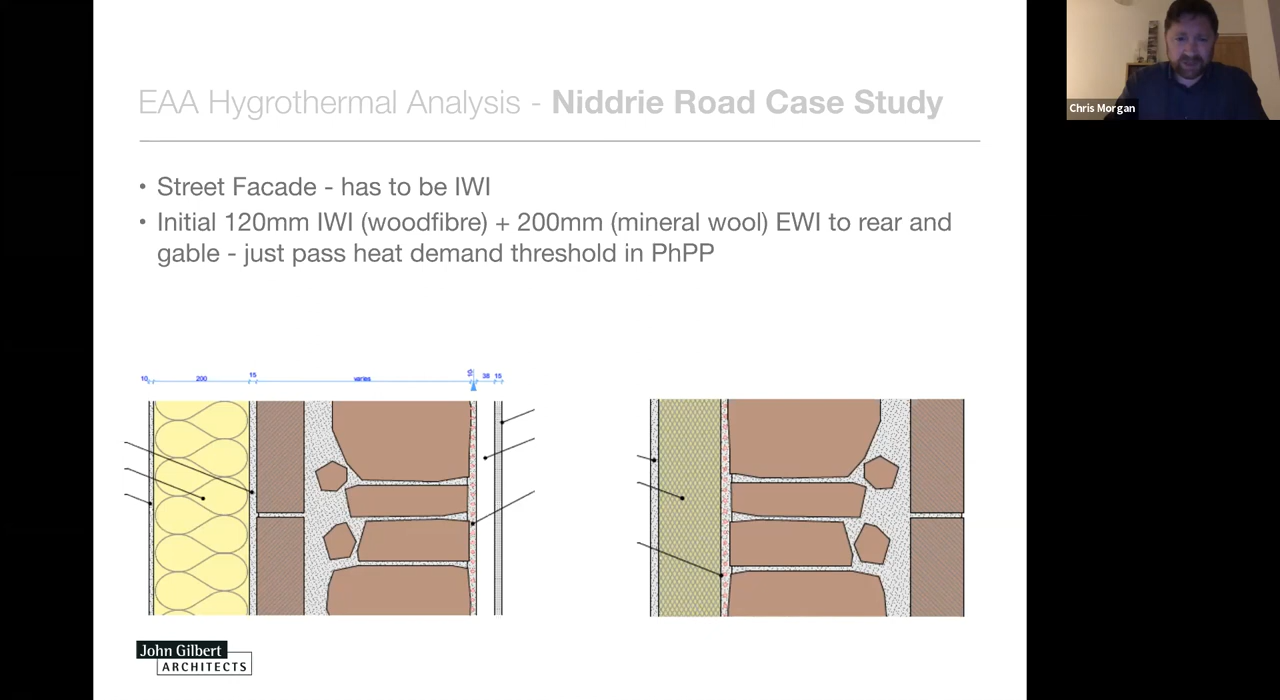 EAA Hygrothermal Analysis - Niddrie Road Case Study
Chris Morgan
• Street Facade - has to be IWI
• Initial 120mm IWI (woodfibre) + 200mm (mineral wool) EWI to rear and
gable - just pass heat demand threshold in PhPP
10 200 15 varies 10 38 15
John Gilbert
ARCHITECTS